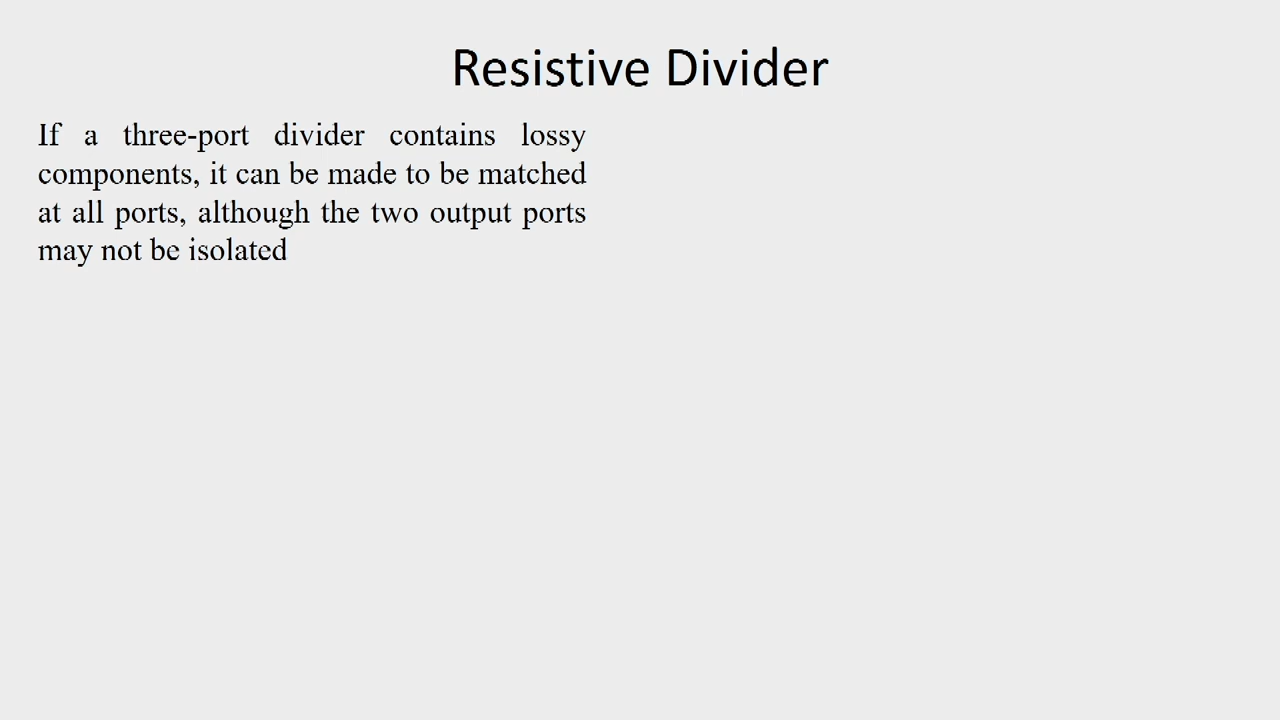 Resistive Divider
If a three-port divider contains lossy
components, it can be made to be matched
at all ports, although the two output ports
may not be isolated